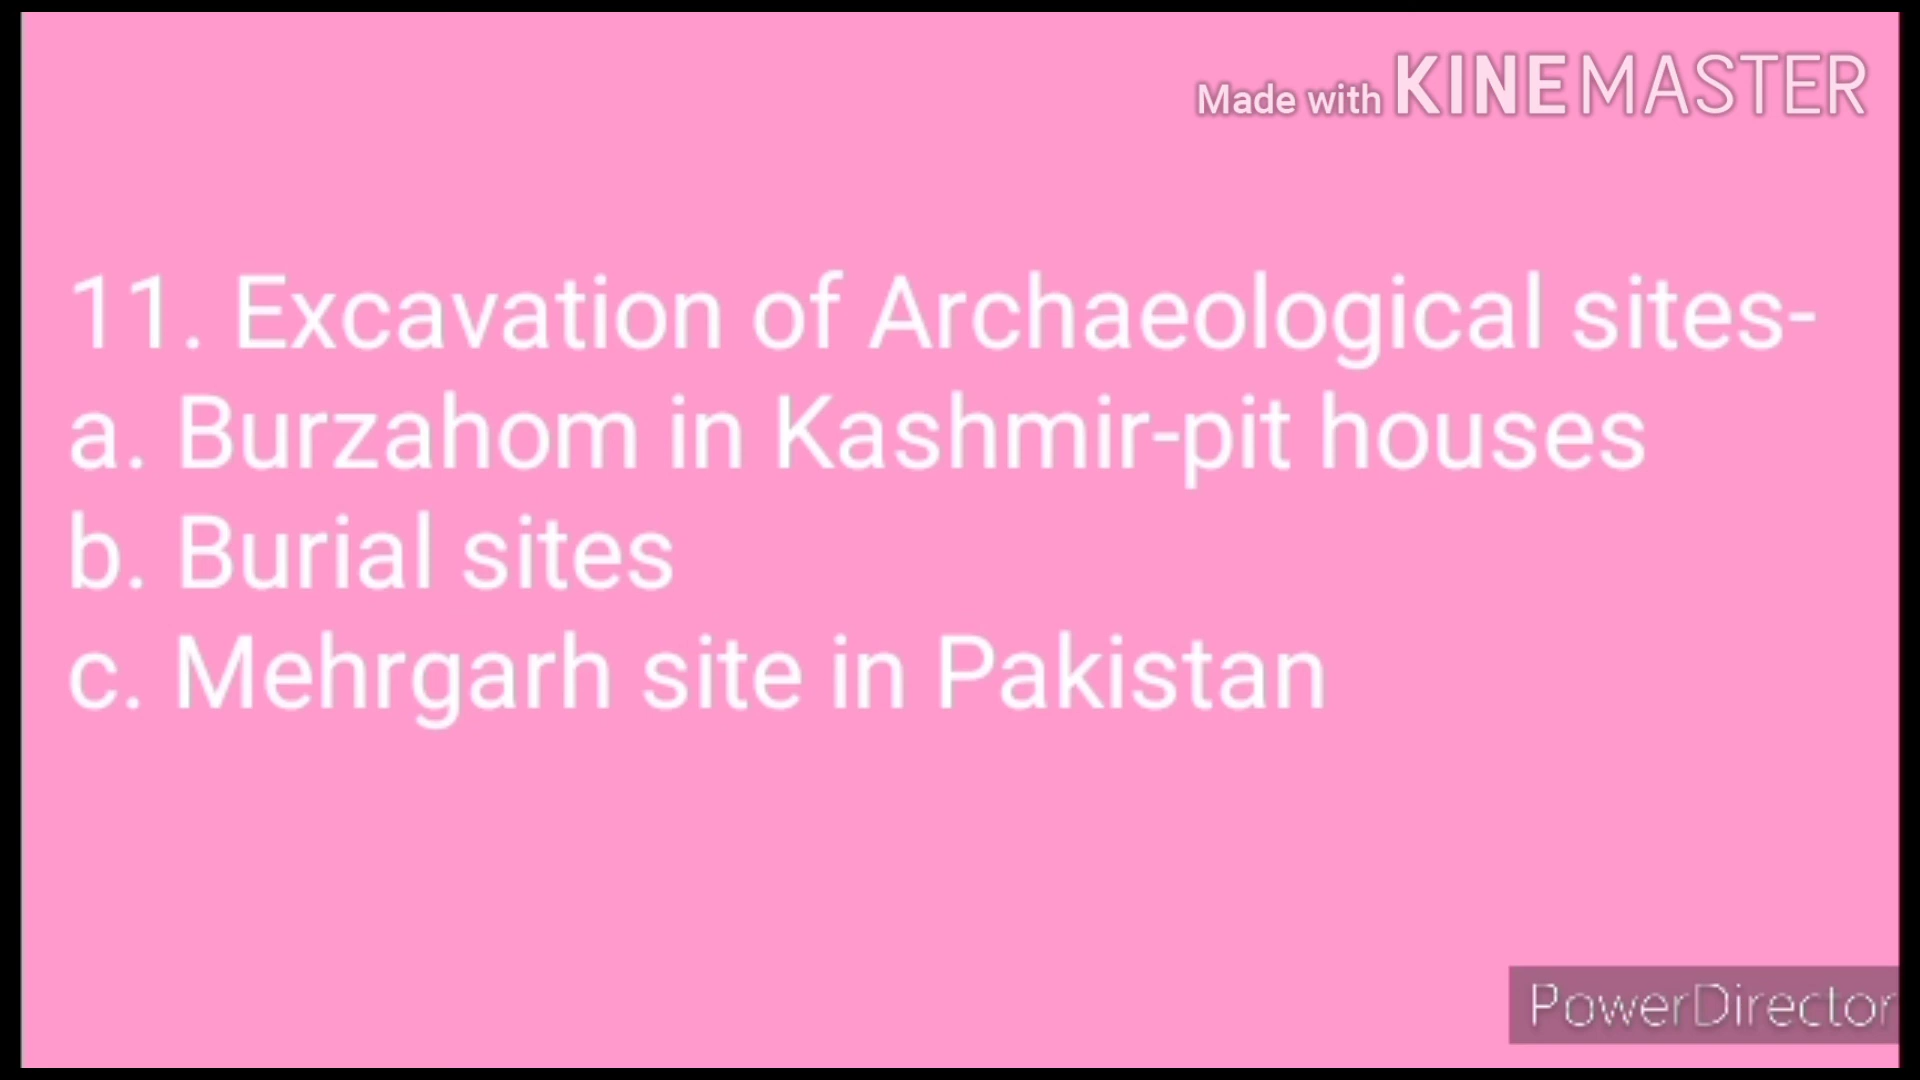 Made with KINEMASTER
11. Excavation of Archaeological sites-
a. Burzahom in Kashmir-pit houses
b. Burial sites
c. Mehrgarh site in Pakistan
PowerDirector